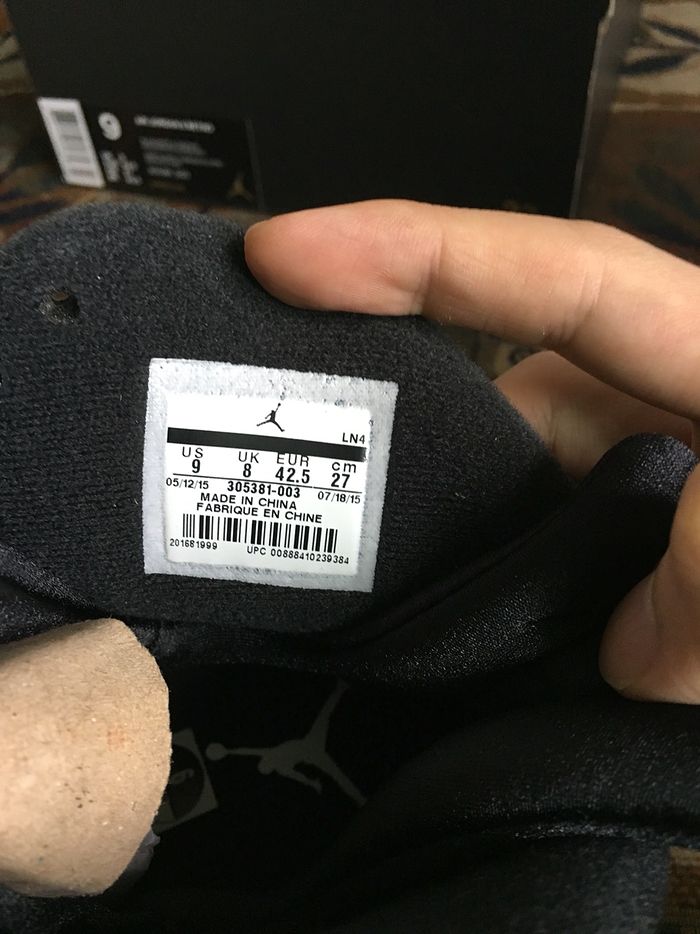 9
LN4
US UK EUR cm
9 8 42.5 27
05/12/15 305381-003 07/18/15
MADE IN CHINA
FABRIQUE EN CHINE
201681999 UPC 00888410239384